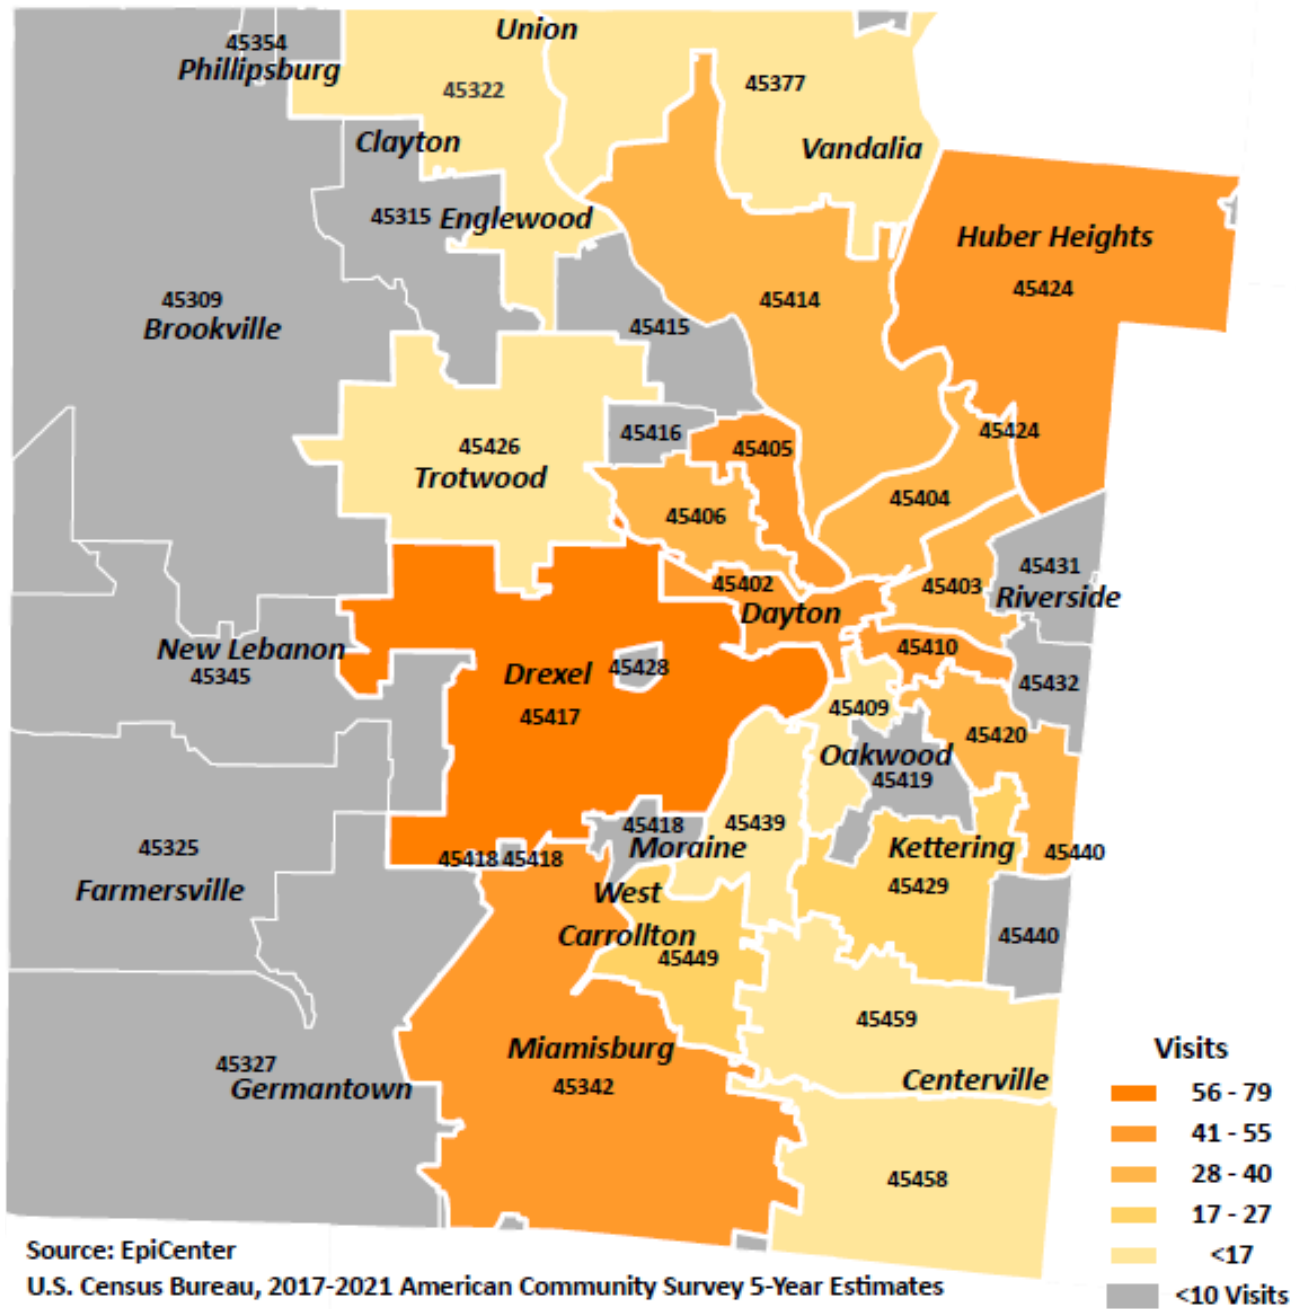 Union
45354
Phillipsburg
45322
45377
Clayton
Vandalia
45315 Englewood
Huber Heights
45424
45309
Brookville
45414
45415
45416
45424
45405
45426
Trotwood
45404
45406
45431
Riverside
45402
45403
Dayton
New Lebanon
45345
45410
Drexel
45428
45432
45417
45409
45420
Oakwood
45419
45418
45439
Moraine
Kettering
45440
45325
45418 45418
Farmersville
West
45429
Carrollton
45440
45449
45459
Miamisburg
45342
45327
Germantown
Centerville
45458
Visits
56 - 79
41 - 55
28 - 40
17 - 27
<17
<10 Visits
Source: EpiCenter
U.S. Census Bureau, 2017-2021 American Community Survey 5-Year Estimates